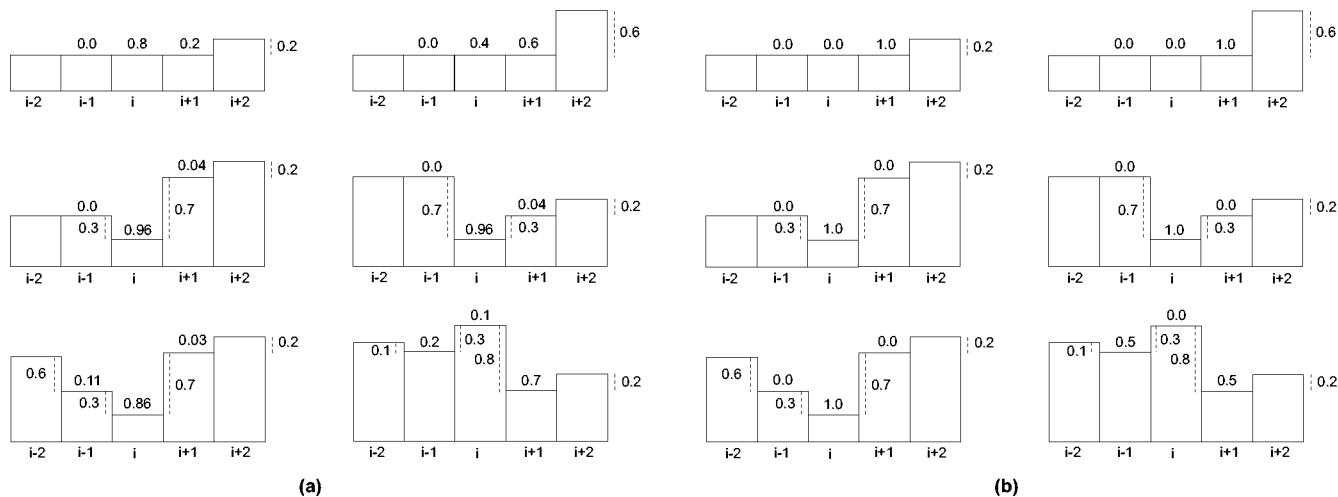 0.0 0.8 0.2 0.2
i-2 i-1 i i+1 i+2
0.0 0.4 0.6 0.6
i-2 i-1 i i+1 i+2
0.0 0.0 1.0 0.2
i-2 i-1 i i+1 i+2
0.0 0.0 1.0 0.6
i-2 i-1 i i+1 i+2
0.04
0.2
0.0 0.7
0.3 0.96
i-2 i-1 i i+1 i+2
0.0
0.7 0.04 0.2
0.96 0.3
i-2 i-1 i i+1 i+2
0.0
0.2
0.0 0.7
0.3 1.0
i-2 i-1 i i+1 i+2
0.0
0.7 0.0 0.2
1.0 0.3
i-2 i-1 i i+1 i+2
0.03
0.2
0.6 0.11 0.7
0.3 0.86
i-2 i-1 i i+1 i+2
0.1
0.1 0.2 0.3
0.8
0.7 0.2
i-2 i-1 i i+1 i+2
0.0
0.2
0.6 0.0 0.7
0.3 1.0
i-2 i-1 i i+1 i+2
0.0
0.1 0.5 0.3
0.8
0.5 0.2
i-2 i-1 i i+1 i+2
(a)
(b)